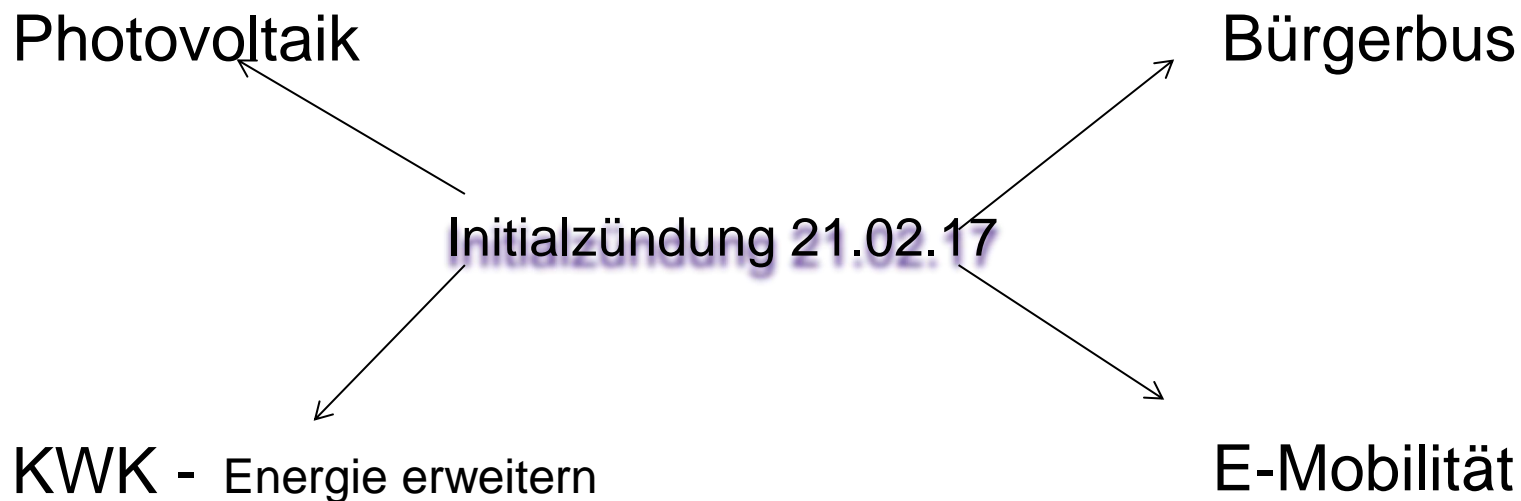 Photovoltaik
Bürgerbus
Initialzündung 21.02.17
KWK - Energie erweitern
E-Mobilität